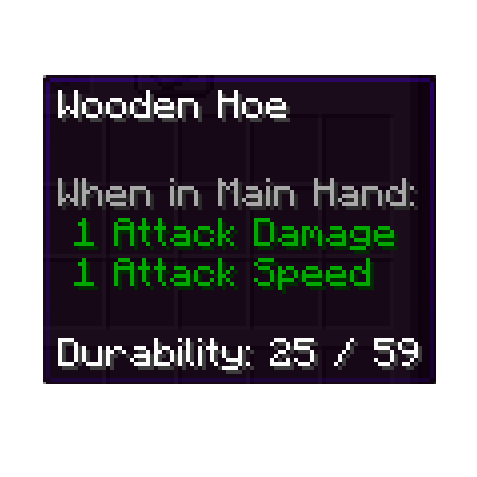 Wooden Hoe
When in Main Hand:
1 Attack Damage
1 Attack Speed
Durability: 25 / 59